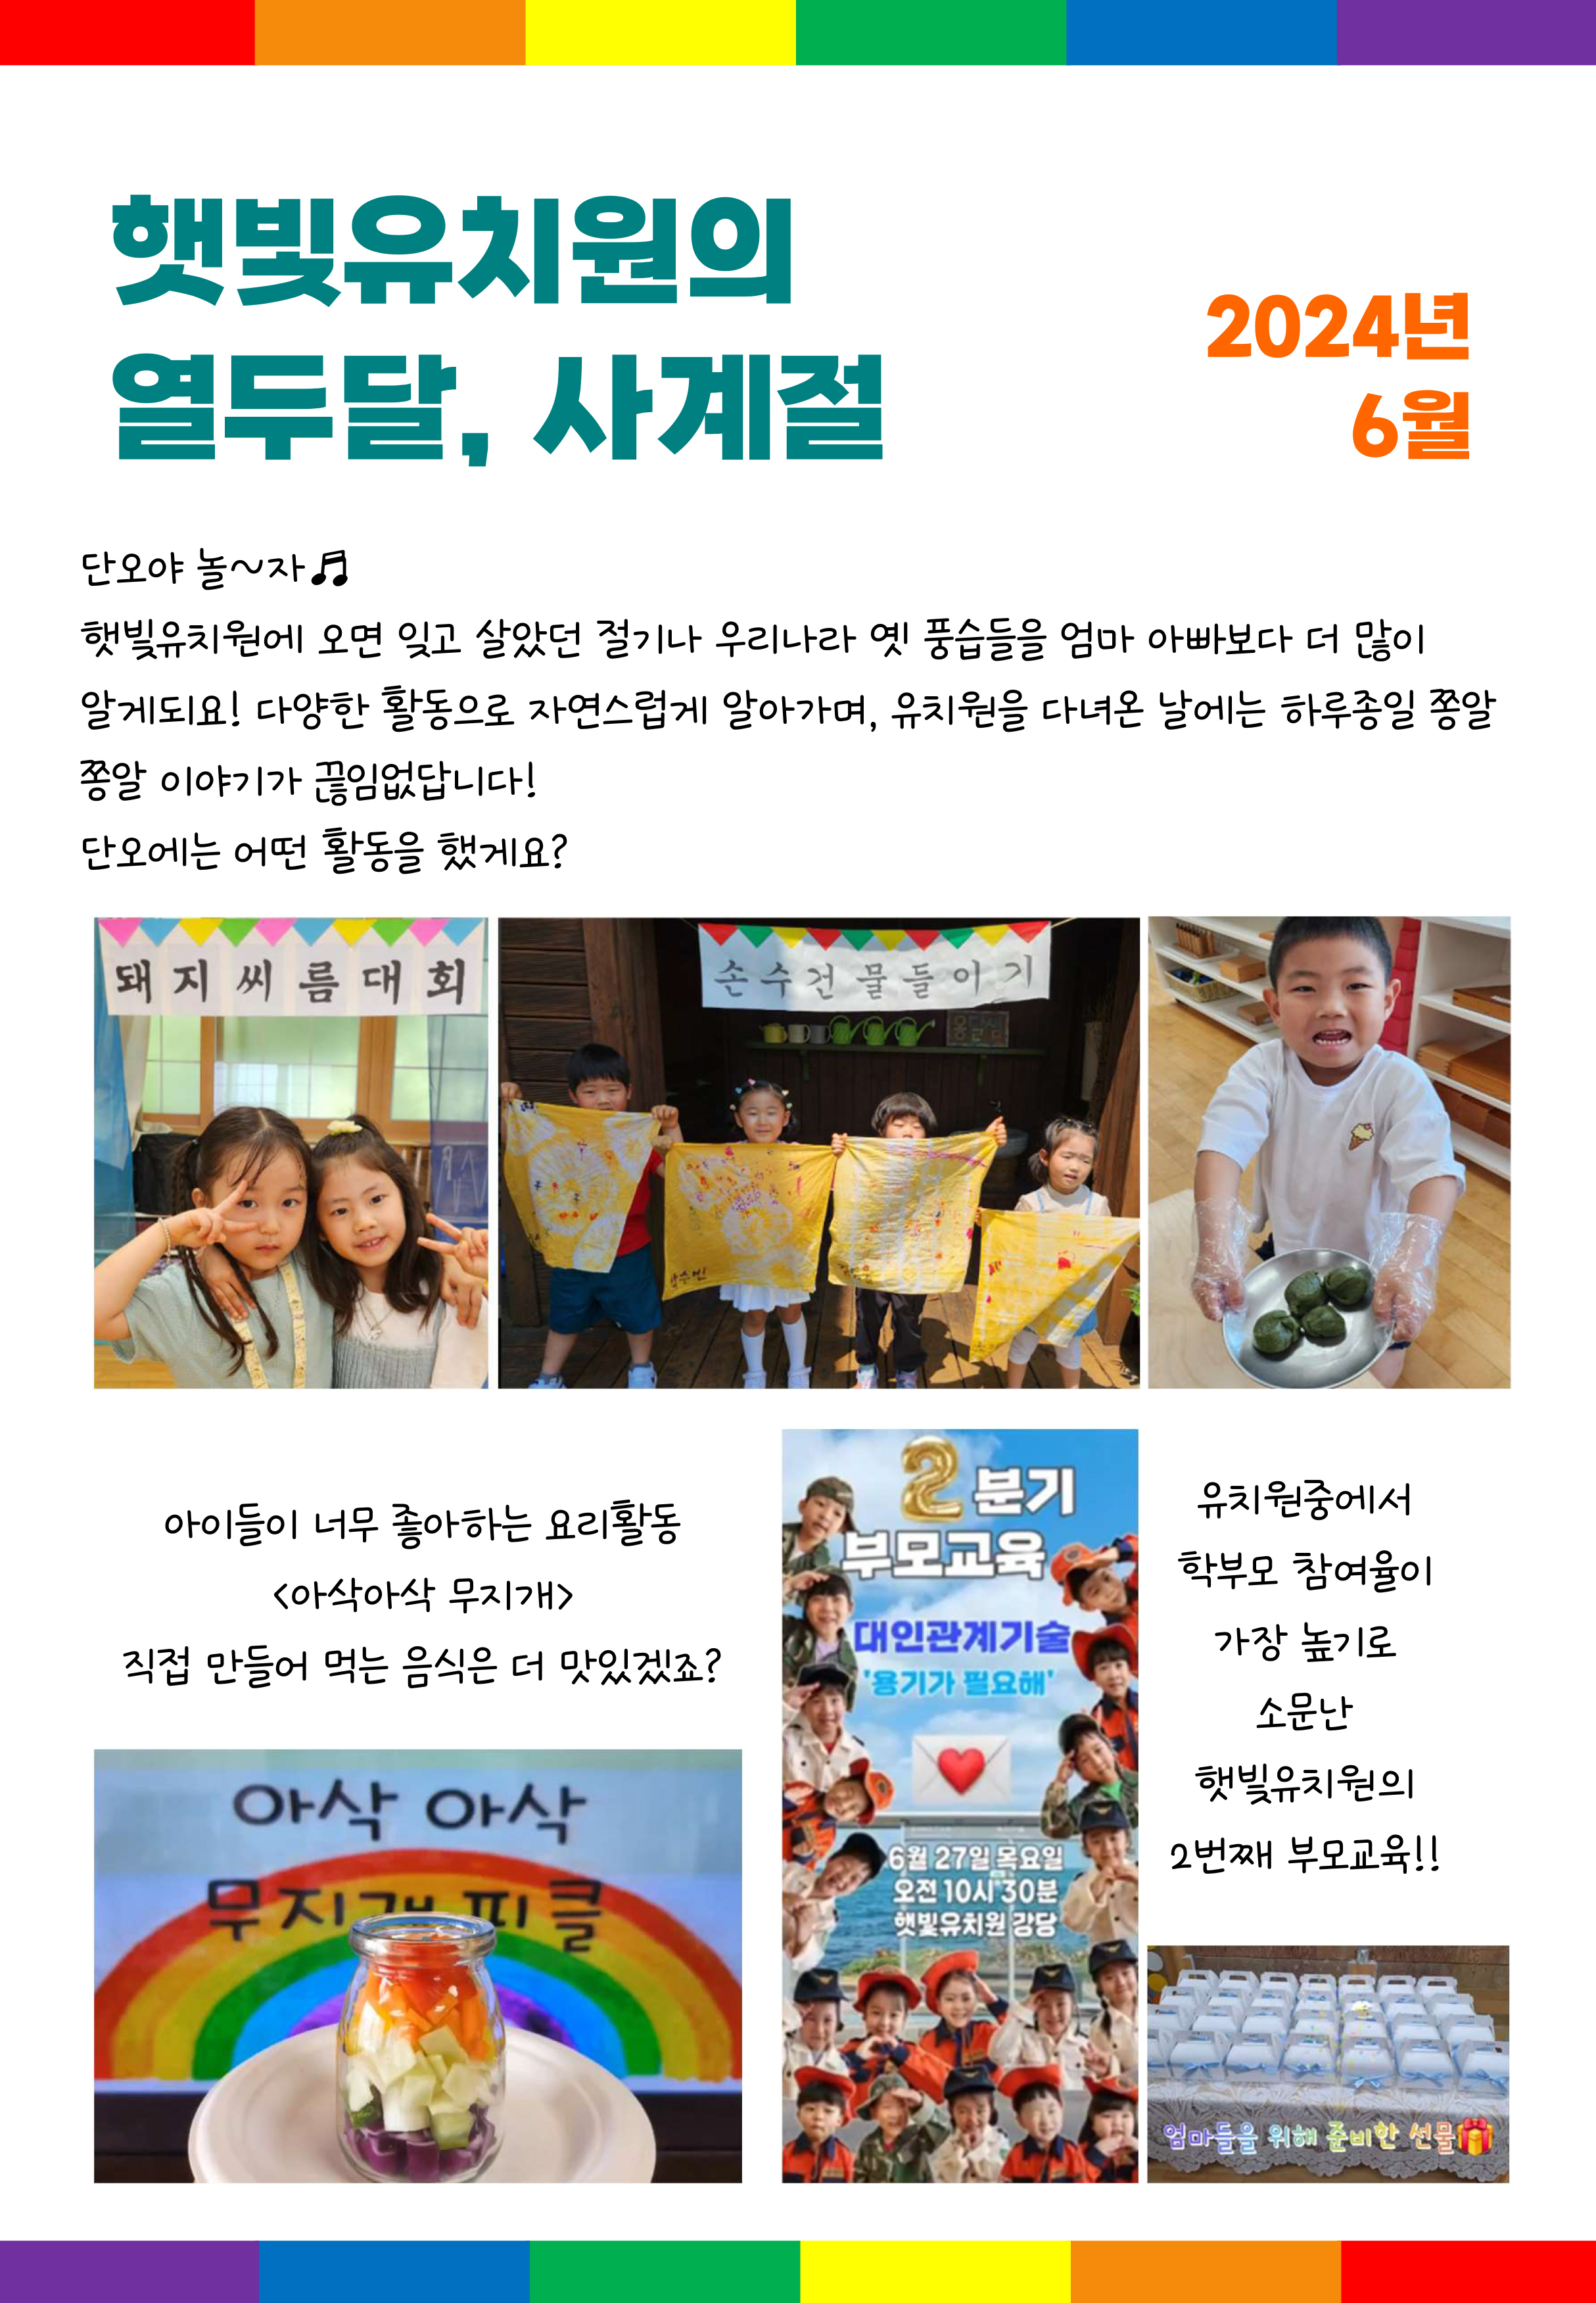 햇빛유치원의
열두달, 사계절
2024년
6월
단오야 놀~자♫
햇빛유치원에 오면 잊고 살았던 절기나 우리나라 옛 풍습들을 엄마 아빠보다 더 많이
알게되요! 다양한 활동으로 자연스럽게 알아가며, 유치원을 다녀온 날에는 하루종일 쫑알
쫑알 이야기가 끊임없답니다!
단오에는 어떤 활동을 했게요?
돼지씨름대회
손수건물들이기
옹달샘
아이들이 너무 좋아하는 요리활동
<아삭아삭 무지개>
직접 만들어 먹는 음식은 더 맛있겠죠?
아삭 아삭
무지개 피클
2분기
부모교육
대인관계기술
'용기가 필요해'
6월 27일 목요일
오전 10시 30분
햇빛유치원 강당
유치원중에서
학부모 참여율이
가장 높기로
소문난
햇빛유치원의
2번째 부모교육!!
엄마들을 위해 준비한 선물🎁